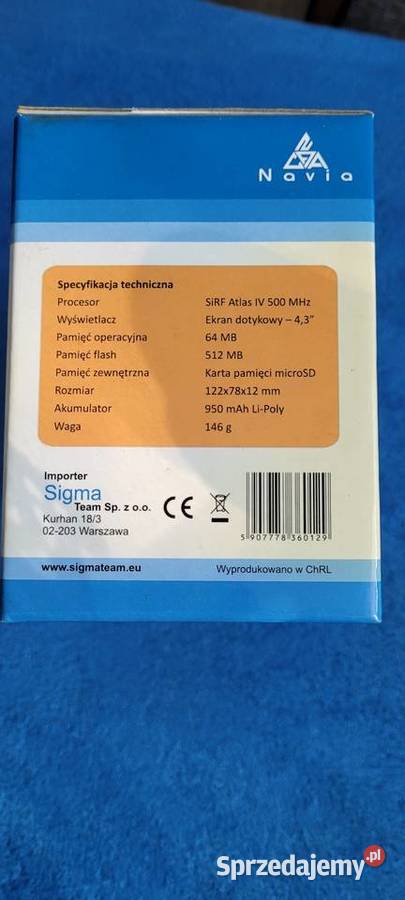 Navia
Specyfikacja techniczna
Procesor SiRF Atlas IV 500 MHz
Wyświetlacz Ekran dotykowy – 4,3”
Pamięć operacyjna 64 MB
Pamięć flash 512 MB
Pamięć zewnętrzna Karta pamięci microSD
Rozmiar 122x78x12 mm
Akumulator 950 mAh Li-Poly
Waga 146 g
Importer
Sigma
Team Sp. z o.o.
Kurhan 18/3
02-203 Warszawa
CE
5 907778 360129
www.sigmateam.eu Wyprodukowano w ChRL
Sprzedajemy.pl